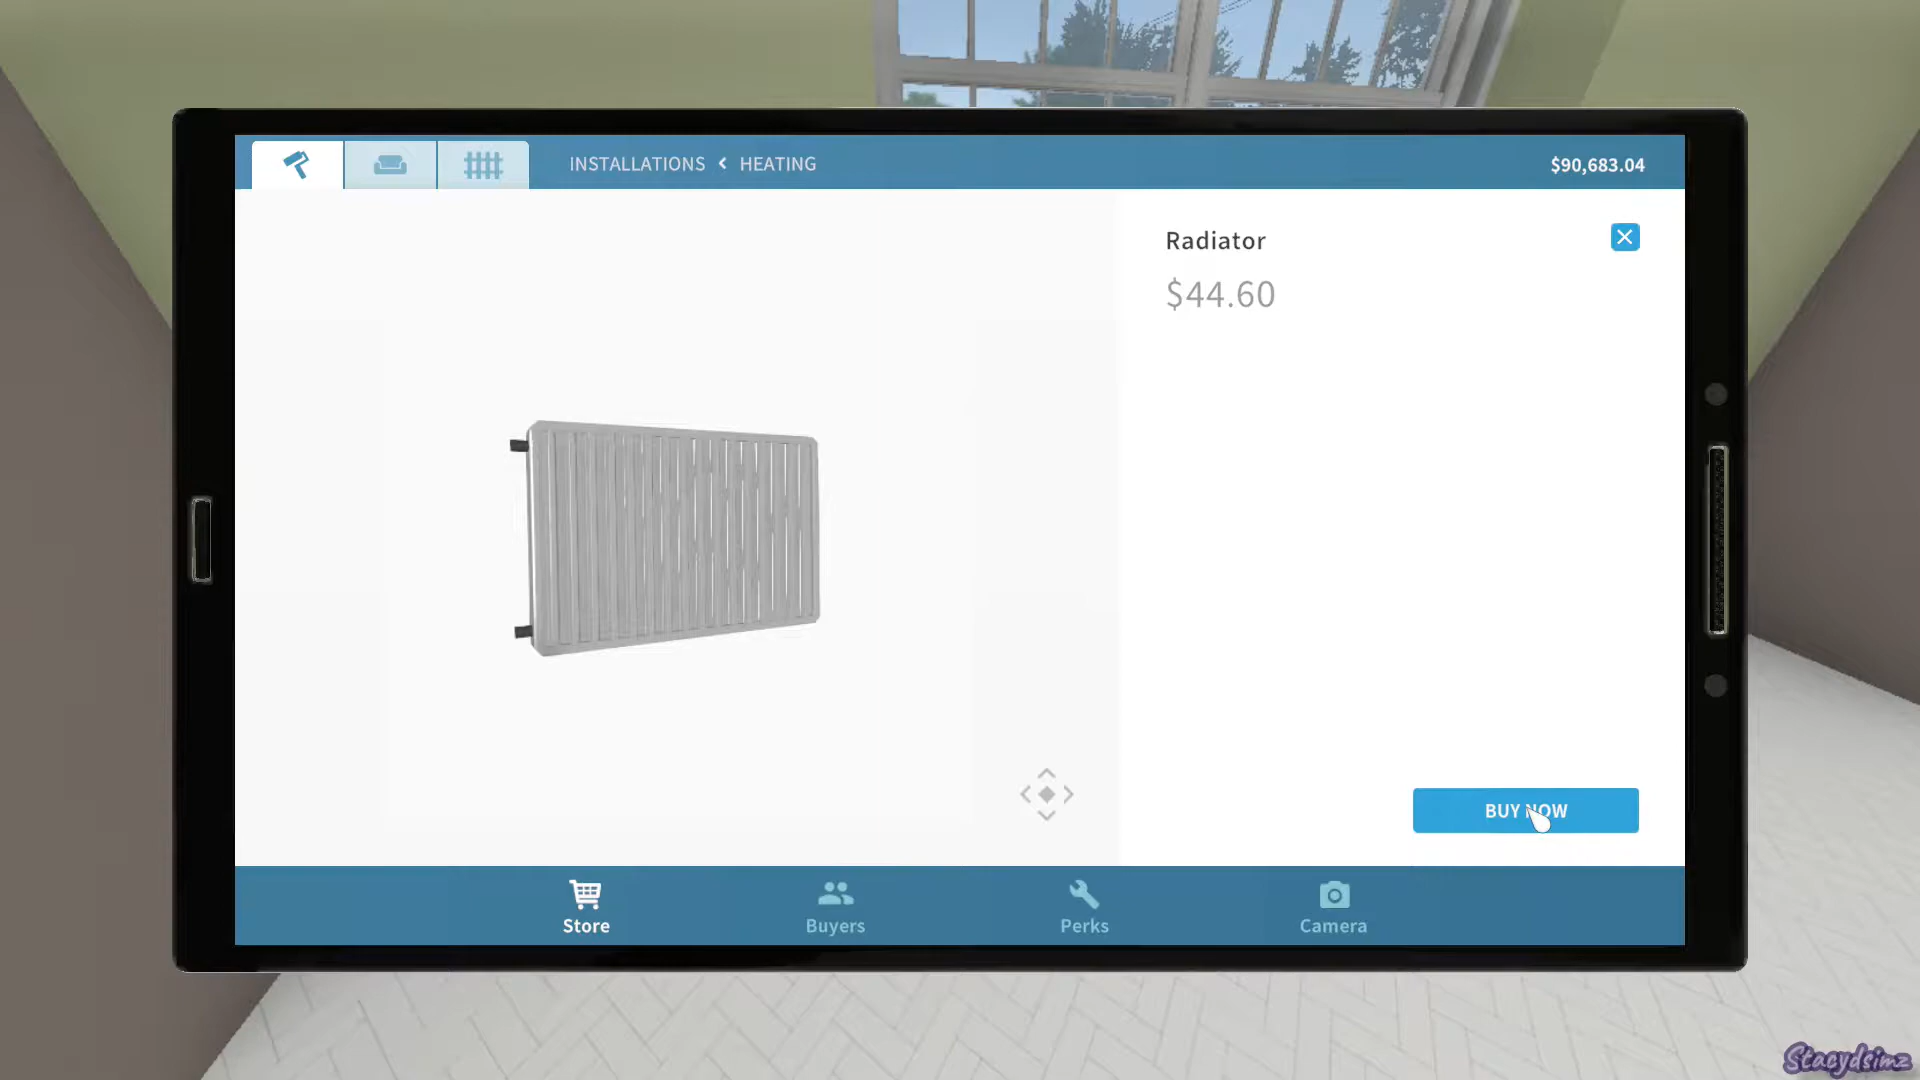 INSTALLATIONS < HEATING
$90,683.04
Radiator
$44.60
BUY NOW
Store
Buyers
Perks
Camera
Stacydsimz